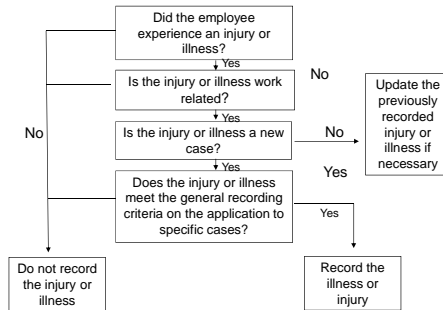 Did the employee
experience an injury or
illness?
Yes
No
Is the injury or illness work
related?
Yes
Update the
previously
recorded
injury or
illness if
necessary
No
Is the injury or illness a new
case?
No
Yes
Yes
Does the injury or illness
meet the general recording
criteria on the application to
specific cases?
Yes
Do not record
the injury or
illness
Record the
illness or
injury